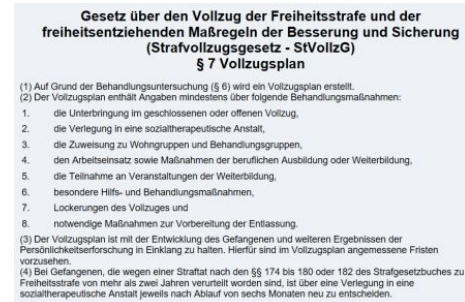 Gesetz über den Vollzug der Freiheitsstrafe und der
freiheitsentziehenden Maßregeln der Besserung und Sicherung
(Strafvollzugsgesetz - StVollzG)
§ 7 Vollzugsplan
(1) Auf Grund der Behandlungsuntersuchung (§ 6) wird ein Vollzugsplan erstellt.
(2) Der Vollzugsplan enthält Angaben mindestens über folgende Behandlungsmaßnahmen:
1. die Unterbringung im geschlossenen oder offenen Vollzug,
2. die Verlegung in eine sozialtherapeutische Anstalt,
3. die Zuweisung zu Wohngruppen und Behandlungsgruppen,
4. den Arbeitseinsatz sowie Maßnahmen der beruflichen Ausbildung oder Weiterbildung,
5. die Teilnahme an Veranstaltungen der Weiterbildung,
6. besondere Hilfs- und Behandlungsmaßnahmen,
7. Lockerungen des Vollzuges und
8. notwendige Maßnahmen zur Vorbereitung der Entlassung.
(3) Der Vollzugsplan ist mit der Entwicklung des Gefangenen und weiteren Ergebnissen der
Persönlichkeitserforschung in Einklang zu halten. Hierfür sind im Vollzugsplan angemessene Fristen
vorzusehen.
(4) Bei Gefangenen, die wegen einer Straftat nach den §§ 174 bis 180 oder 182 des Strafgesetzbuches zu
Freiheitsstrafe von mehr als zwei Jahren verurteilt worden sind, ist über eine Verlegung in eine
sozialtherapeutische Anstalt jeweils nach Ablauf von sechs Monaten neu zu entscheiden.